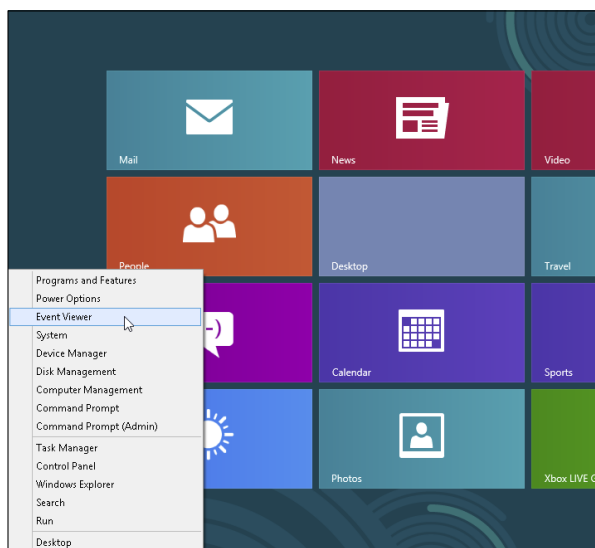 Mail
News
Video
People
Desktop
Travel
Programs and Features
Power Options
Event Viewer
System
Device Manager
Disk Management
Computer Management
Command Prompt
Command Prompt (Admin)
Task Manager
Control Panel
Windows Explorer
Search
Run
Desktop
:-)
Calendar
Sports
Photos
Xbox LIVE G